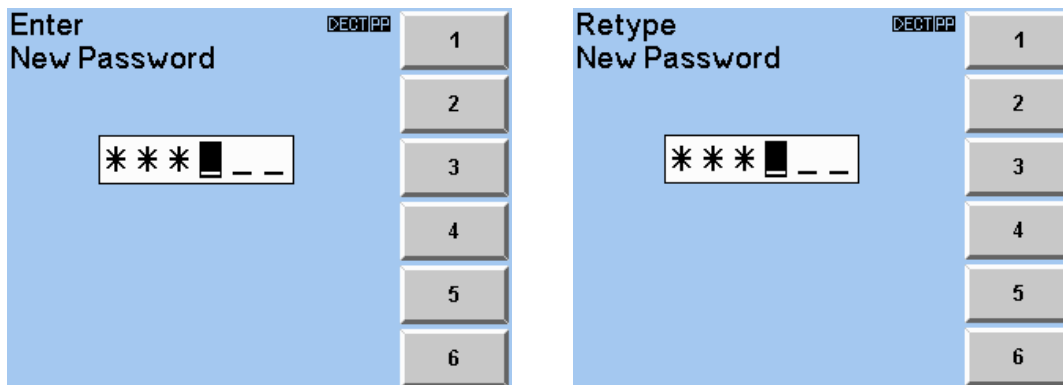 Enter DECT PP
New Password
* * * _ _ _
1
2
3
4
5
6
Retype DECT PP
New Password
* * * _ _ _
1
2
3
4
5
6